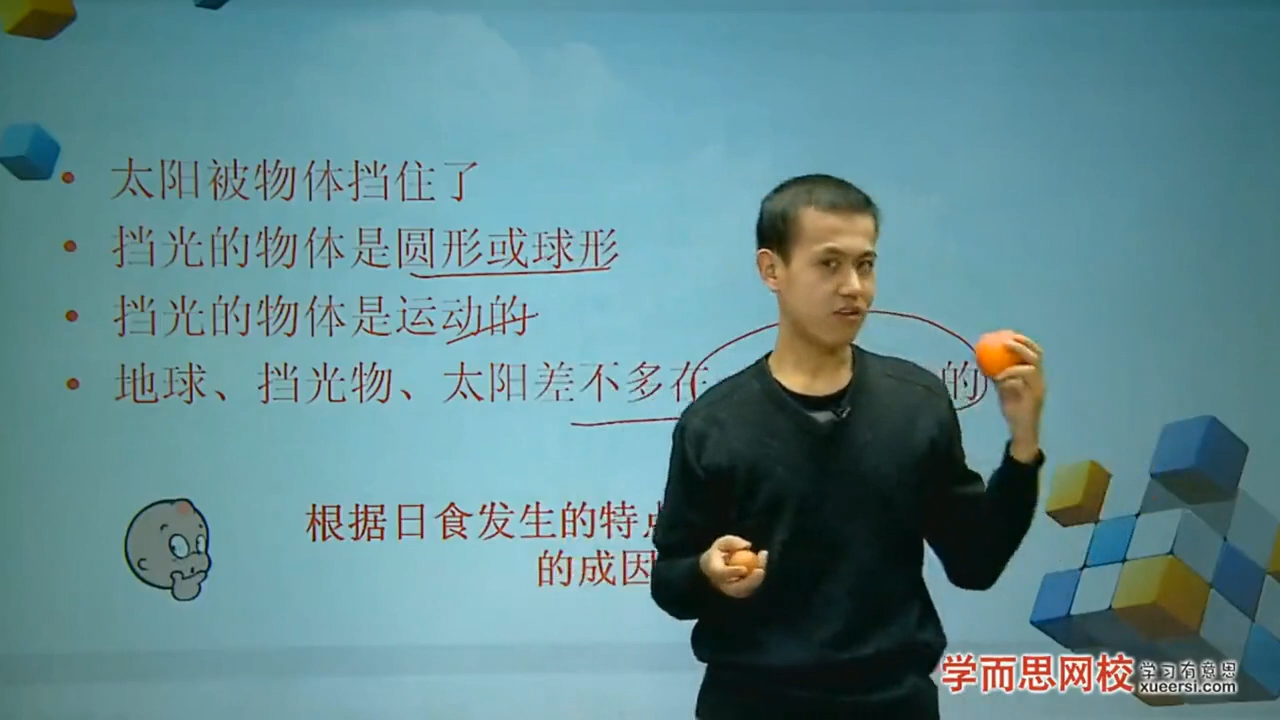 太阳被物体挡住了
挡光的物体是圆形或球形
挡光的物体是运动的
地球、挡光物、太阳差不多在 的
根据日食发生的特点
的成因
学而思网校 学习有意思
xueersi.com